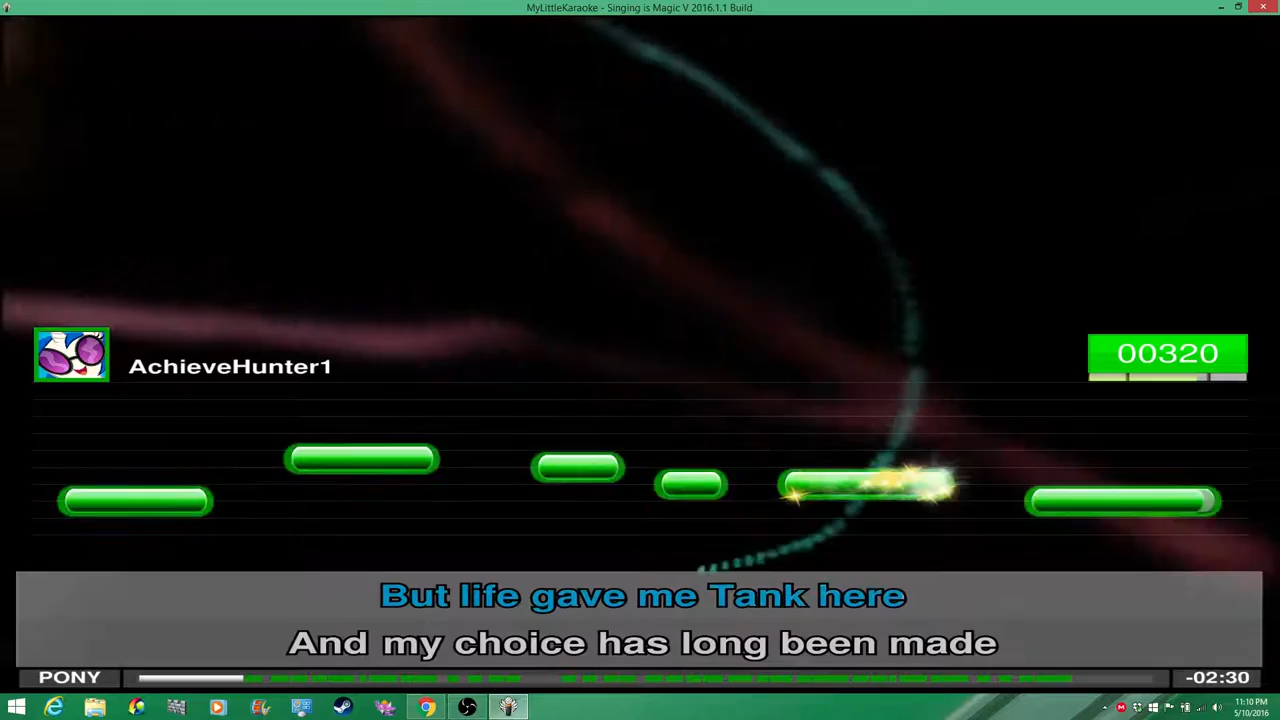 MyLittleKaraoke - Singing is Magic V 2016.1.1 Build
AchieveHunter1
00320
But life gave me Tank here
And my choice has long been made
PONY
-02:30
11:10 PM
5/10/2016